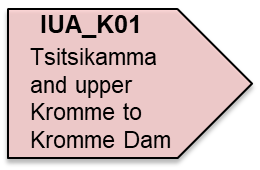 IUA_K01
Tsitsikamma
and upper
Kromme to
Kromme Dam